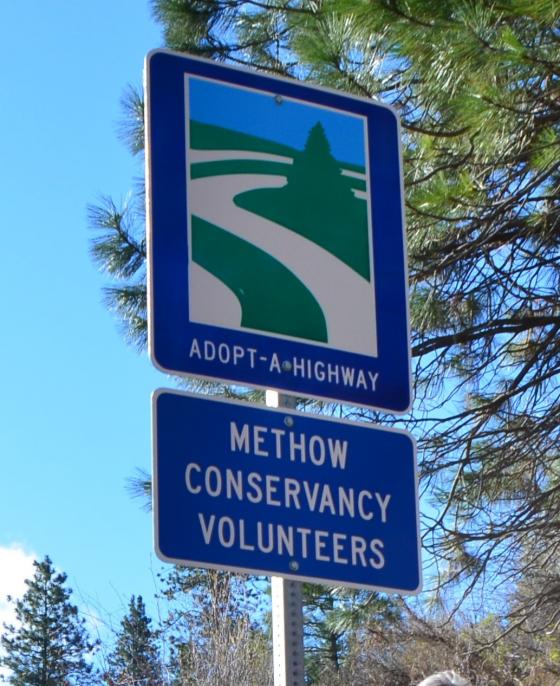 ADOPT-A-HIGHWAY
METHOW
CONSERVANCY
VOLUNTEERS